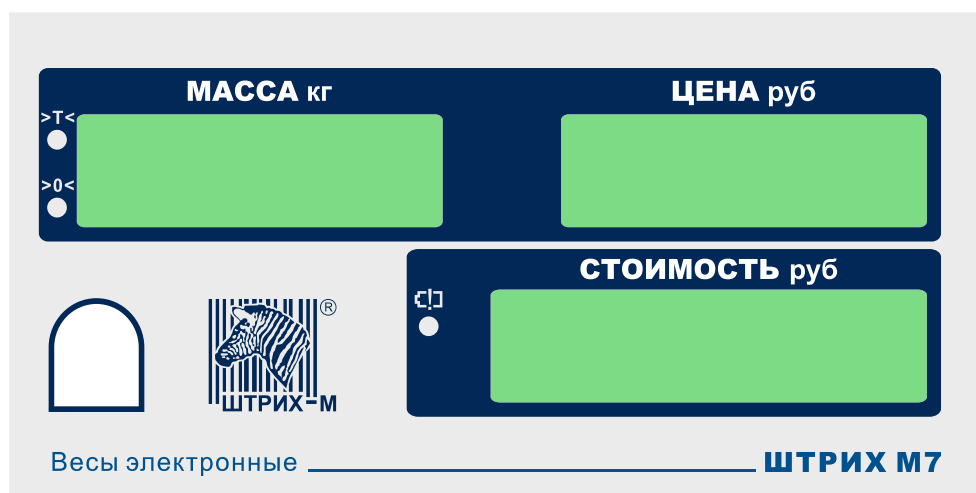 МАССА кг
ЦЕНА руб
>T<
>0<
СТОИМОСТЬ руб
®
ШТРИХ-М
Весы электронные
ШТРИХ М7